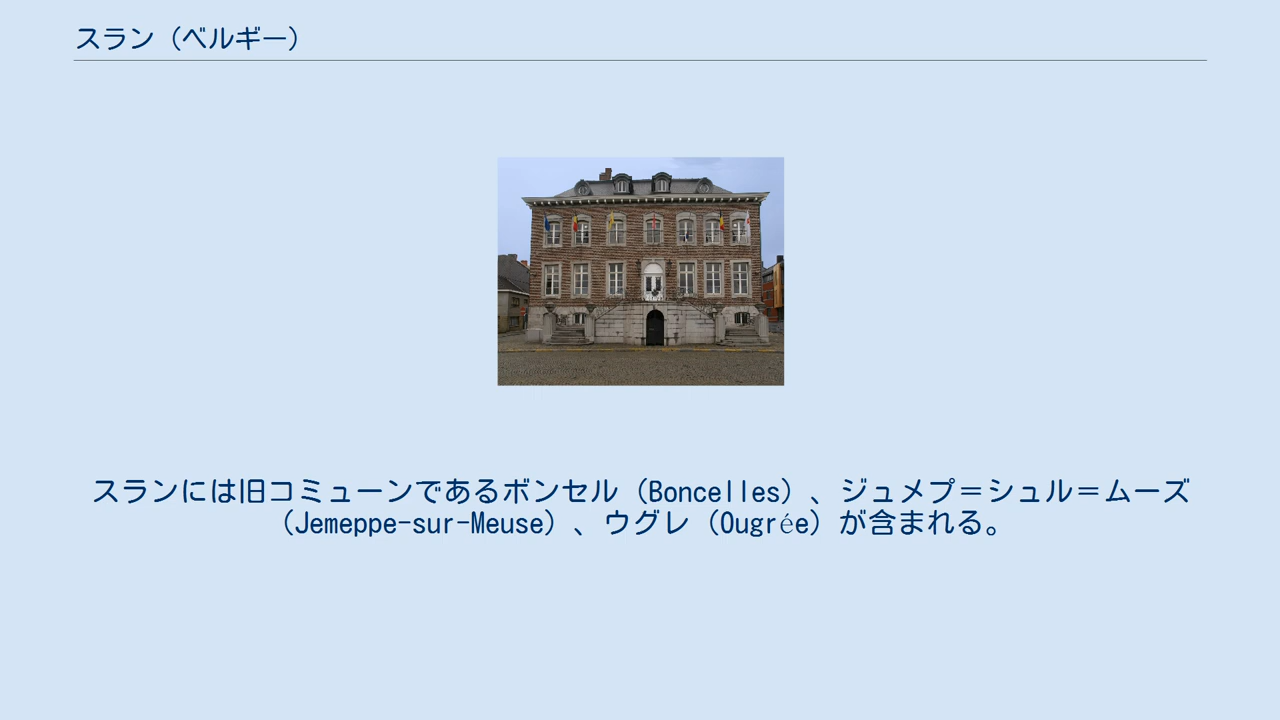 スラン（ベルギー）
スランには旧コミューンであるボンセル（Boncelles）、ジュメプ＝シュル＝ムーズ
（Jemeppe-sur-Meuse）、ウグレ（Ougrée）が含まれる。